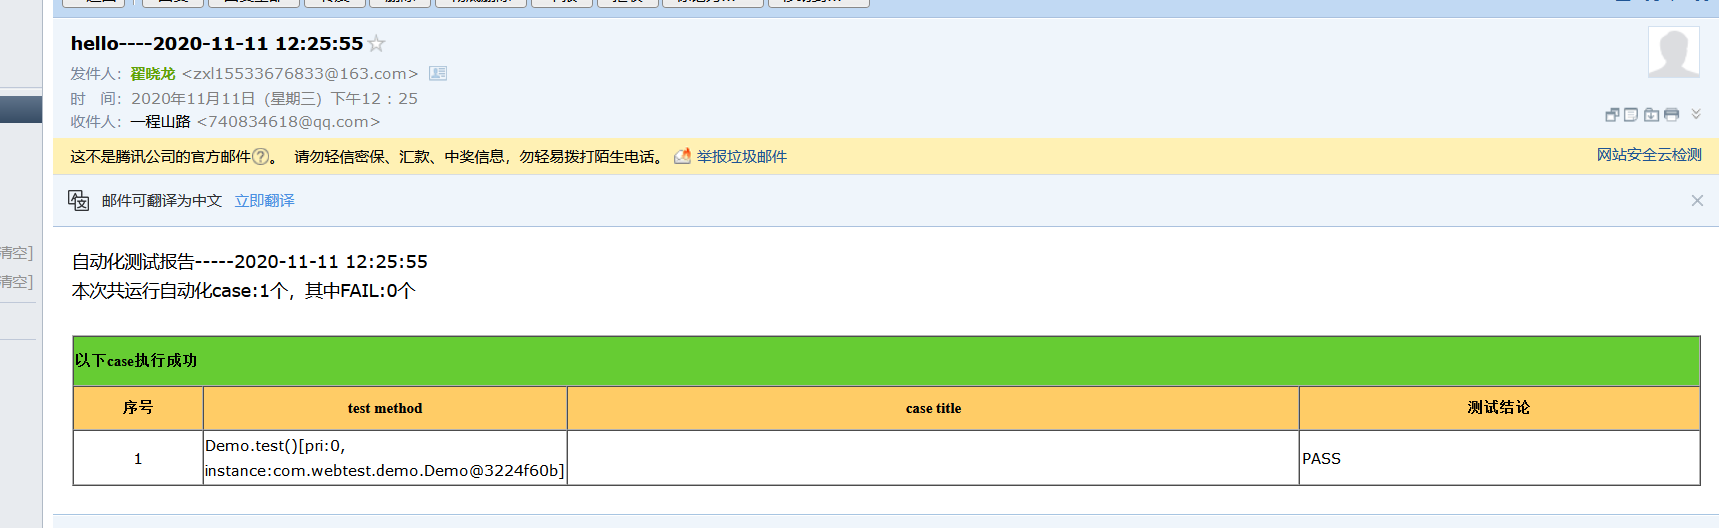 hello----2020-11-11 12:25:55
发件人：翟晓龙 <zxl15533676833@163.com>
时 间：2020年11月11日 (星期三) 下午12：25
收件人：一程山路 <740834618@qq.com>
这不是腾讯公司的官方邮件?。 请勿轻信密保、汇款、中奖信息，勿轻易拨打陌生电话。 举报垃圾邮件 网站安全云检测
邮件可翻译为中文 立即翻译
清空]
清空]
自动化测试报告-----2020-11-11 12:25:55
本次共运行自动化case:1个，其中FAIL:0个
以下case执行成功
序号 test method case title 测试结论
1 Demo.test()[pri:0, instance:com.webtest.demo.Demo@3224f60b] PASS